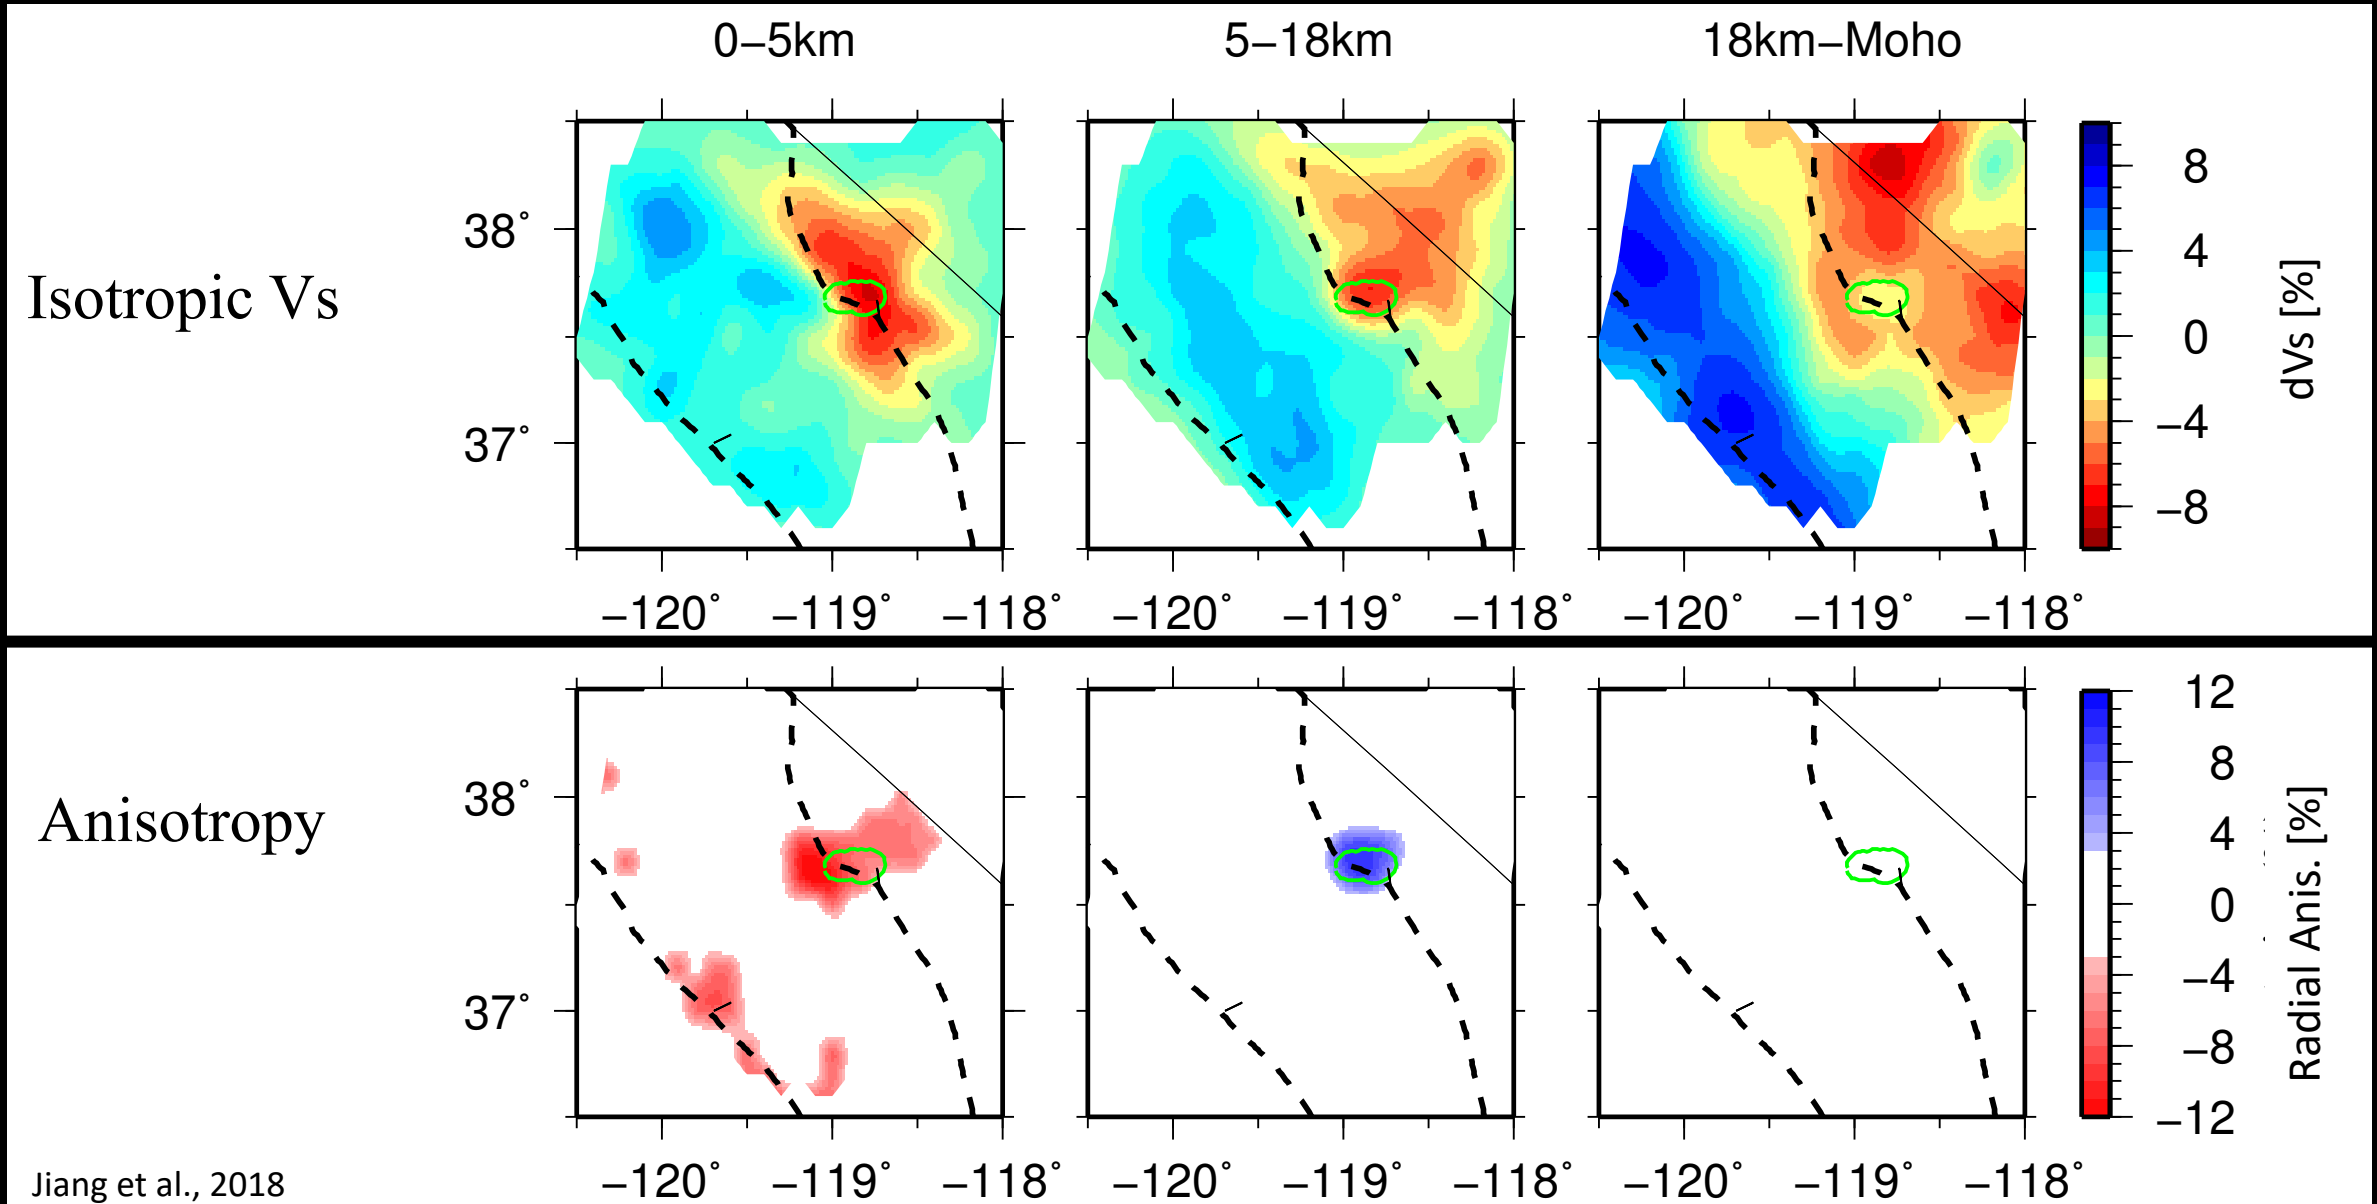 0–5km 5–18km 18km–Moho
Isotropic Vs
38°
37°
–120° –119° –118° –120° –119° –118° –120° –119° –118°
8
4
0
–4
–8
dVs [%]
Anisotropy
38°
37°
–120° –119° –118° –120° –119° –118° –120° –119° –118°
12
8
4
0
–4
–8
–12
Radial Anis. [%]
Jiang et al., 2018